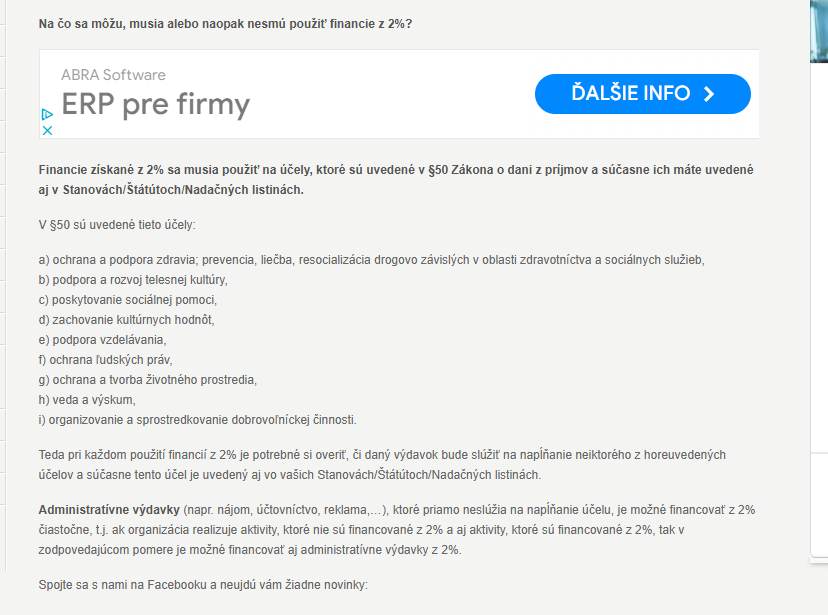 Na čo sa môžu, musia alebo naopak nesmú použiť financie z 2%?
ABRA Software
ERP pre firmy
ĎALŠIE INFO
Financie získané z 2% sa musia použiť na účely, ktoré sú uvedené v §50 Zákona o dani z príjmov a súčasne ich máte uvedené
aj v Stanovách/Štátútoch/Nadačných listinách.
V §50 sú uvedené tieto účely:
a) ochrana a podpora zdravia; prevencia, liečba, resocializácia drogovo závislých v oblasti zdravotníctva a sociálnych služieb,
b) podpora a rozvoj telesnej kultúry,
c) poskytovanie sociálnej pomoci,
d) zachovanie kultúrnych hodnôt,
e) podpora vzdelávania,
f) ochrana ľudských práv,
g) ochrana a tvorba životného prostredia,
h) veda a výskum,
i) organizovanie a sprostredkovanie dobrovoľníckej činnosti.
Teda pri každom použití financií z 2% je potrebné si overiť, či daný výdavok bude slúžiť na napĺňanie neiktorého z horeuvedených
účelov a súčasne tento účel je uvedený aj vo vašich Stanovách/Štátútoch/Nadačných listinách.
Administratívne výdavky (napr. nájom, účtovníctvo, reklama,...), ktoré priamo neslúžia na napĺňanie účelu, je možné financovať z 2%
čiastočne, t.j. ak organizácia realizuje aktivity, ktoré nie sú financované z 2% a aj aktivity, ktoré sú financované z 2%, tak v
zodpovedajúcom pomere je možné financovať aj administratívne výdavky z 2%.
Spojte sa s nami na Facebooku a neujdú vám žiadne novinky: